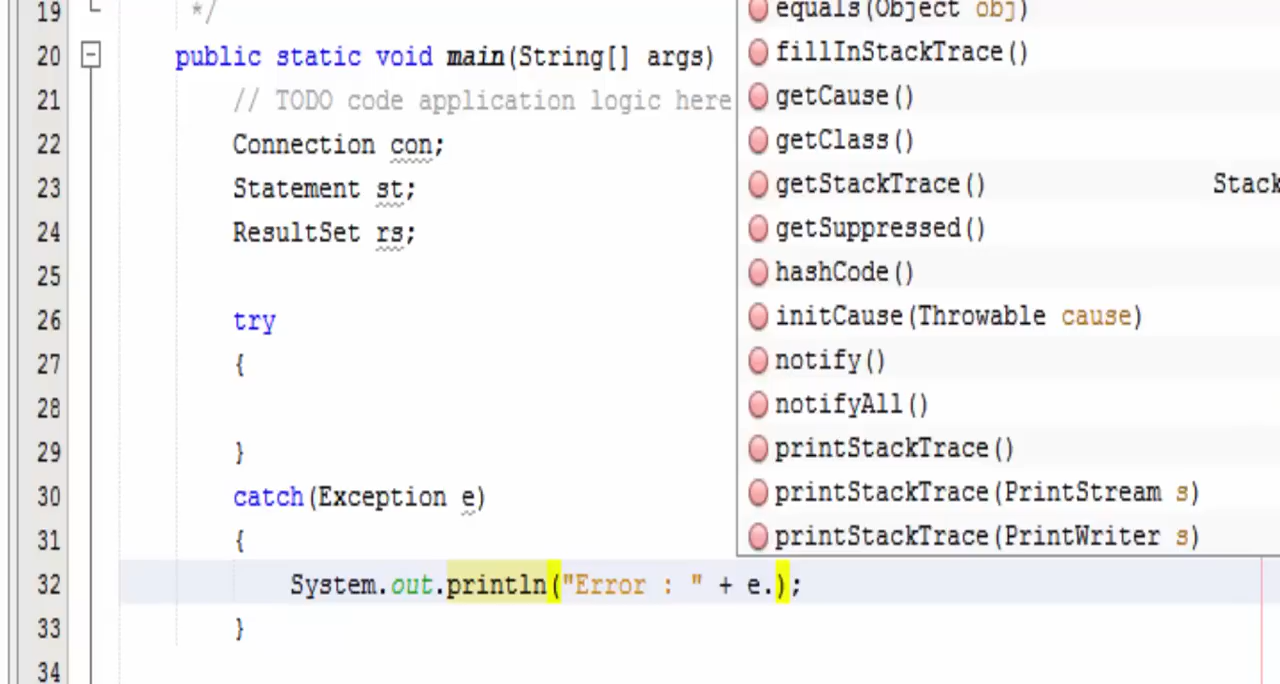 19 */
20 public static void main(String[] args)
21 // TODO code application logic here
22 Connection con;
23 Statement st;
24 ResultSet rs;
25
26 try
27 {
28
29 }
30 catch(Exception e)
31 {
32 System.out.println("Error : " + e.);
33 }
34
equals(Object obj)
fillInStackTrace()
getCause()
getClass()
getStackTrace() Stack
getSuppressed()
hashCode()
initCause(Throwable cause)
notify()
notifyAll()
printStackTrace()
printStackTrace(PrintStream s)
printStackTrace(PrintWriter s)